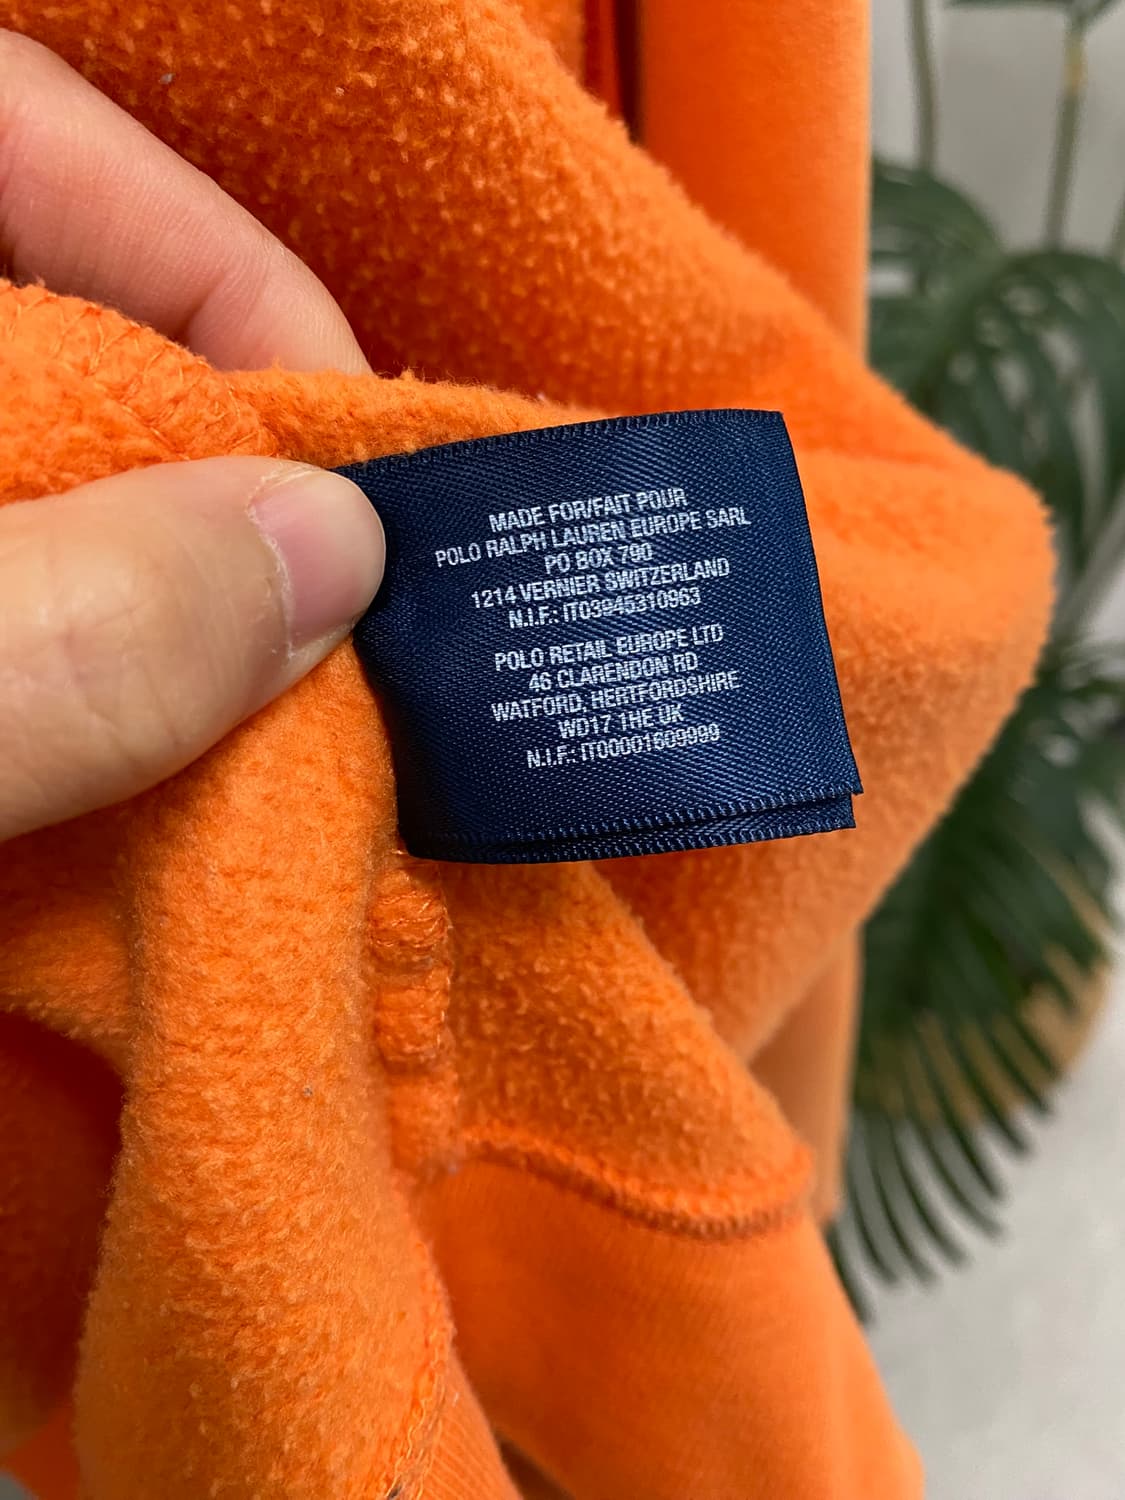 MADE FOR/FAIT POUR
POLO RALPH LAUREN EUROPE SARL
PO BOX 790
1214 VERNIER SWITZERLAND
N.I.F.: IT03945310963
POLO RETAIL EUROPE LTD
46 CLARENDON RD
WATFORD, HERTFORDSHIRE
WD17 1HE UK
N.I.F.: IT00001609999